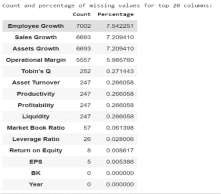 Count and percentage of missing values for top 20 columns:
Count Percentage
Employee Growth 7002 7.542251
Sales Growth 6693 7.209410
Assets Growth 6693 7.209410
Operational Margin 5557 5.985760
Tobin's Q 252 0.271443
Asset Turnover 247 0.266058
Productivity 247 0.266058
Profitability 247 0.266058
Liquidity 247 0.266058
Market Book Ratio 57 0.061398
Leverage Ratio 26 0.028006
Return on Equity 8 0.008617
EPS 5 0.005386
BK 0 0.000000
Year 0 0.000000